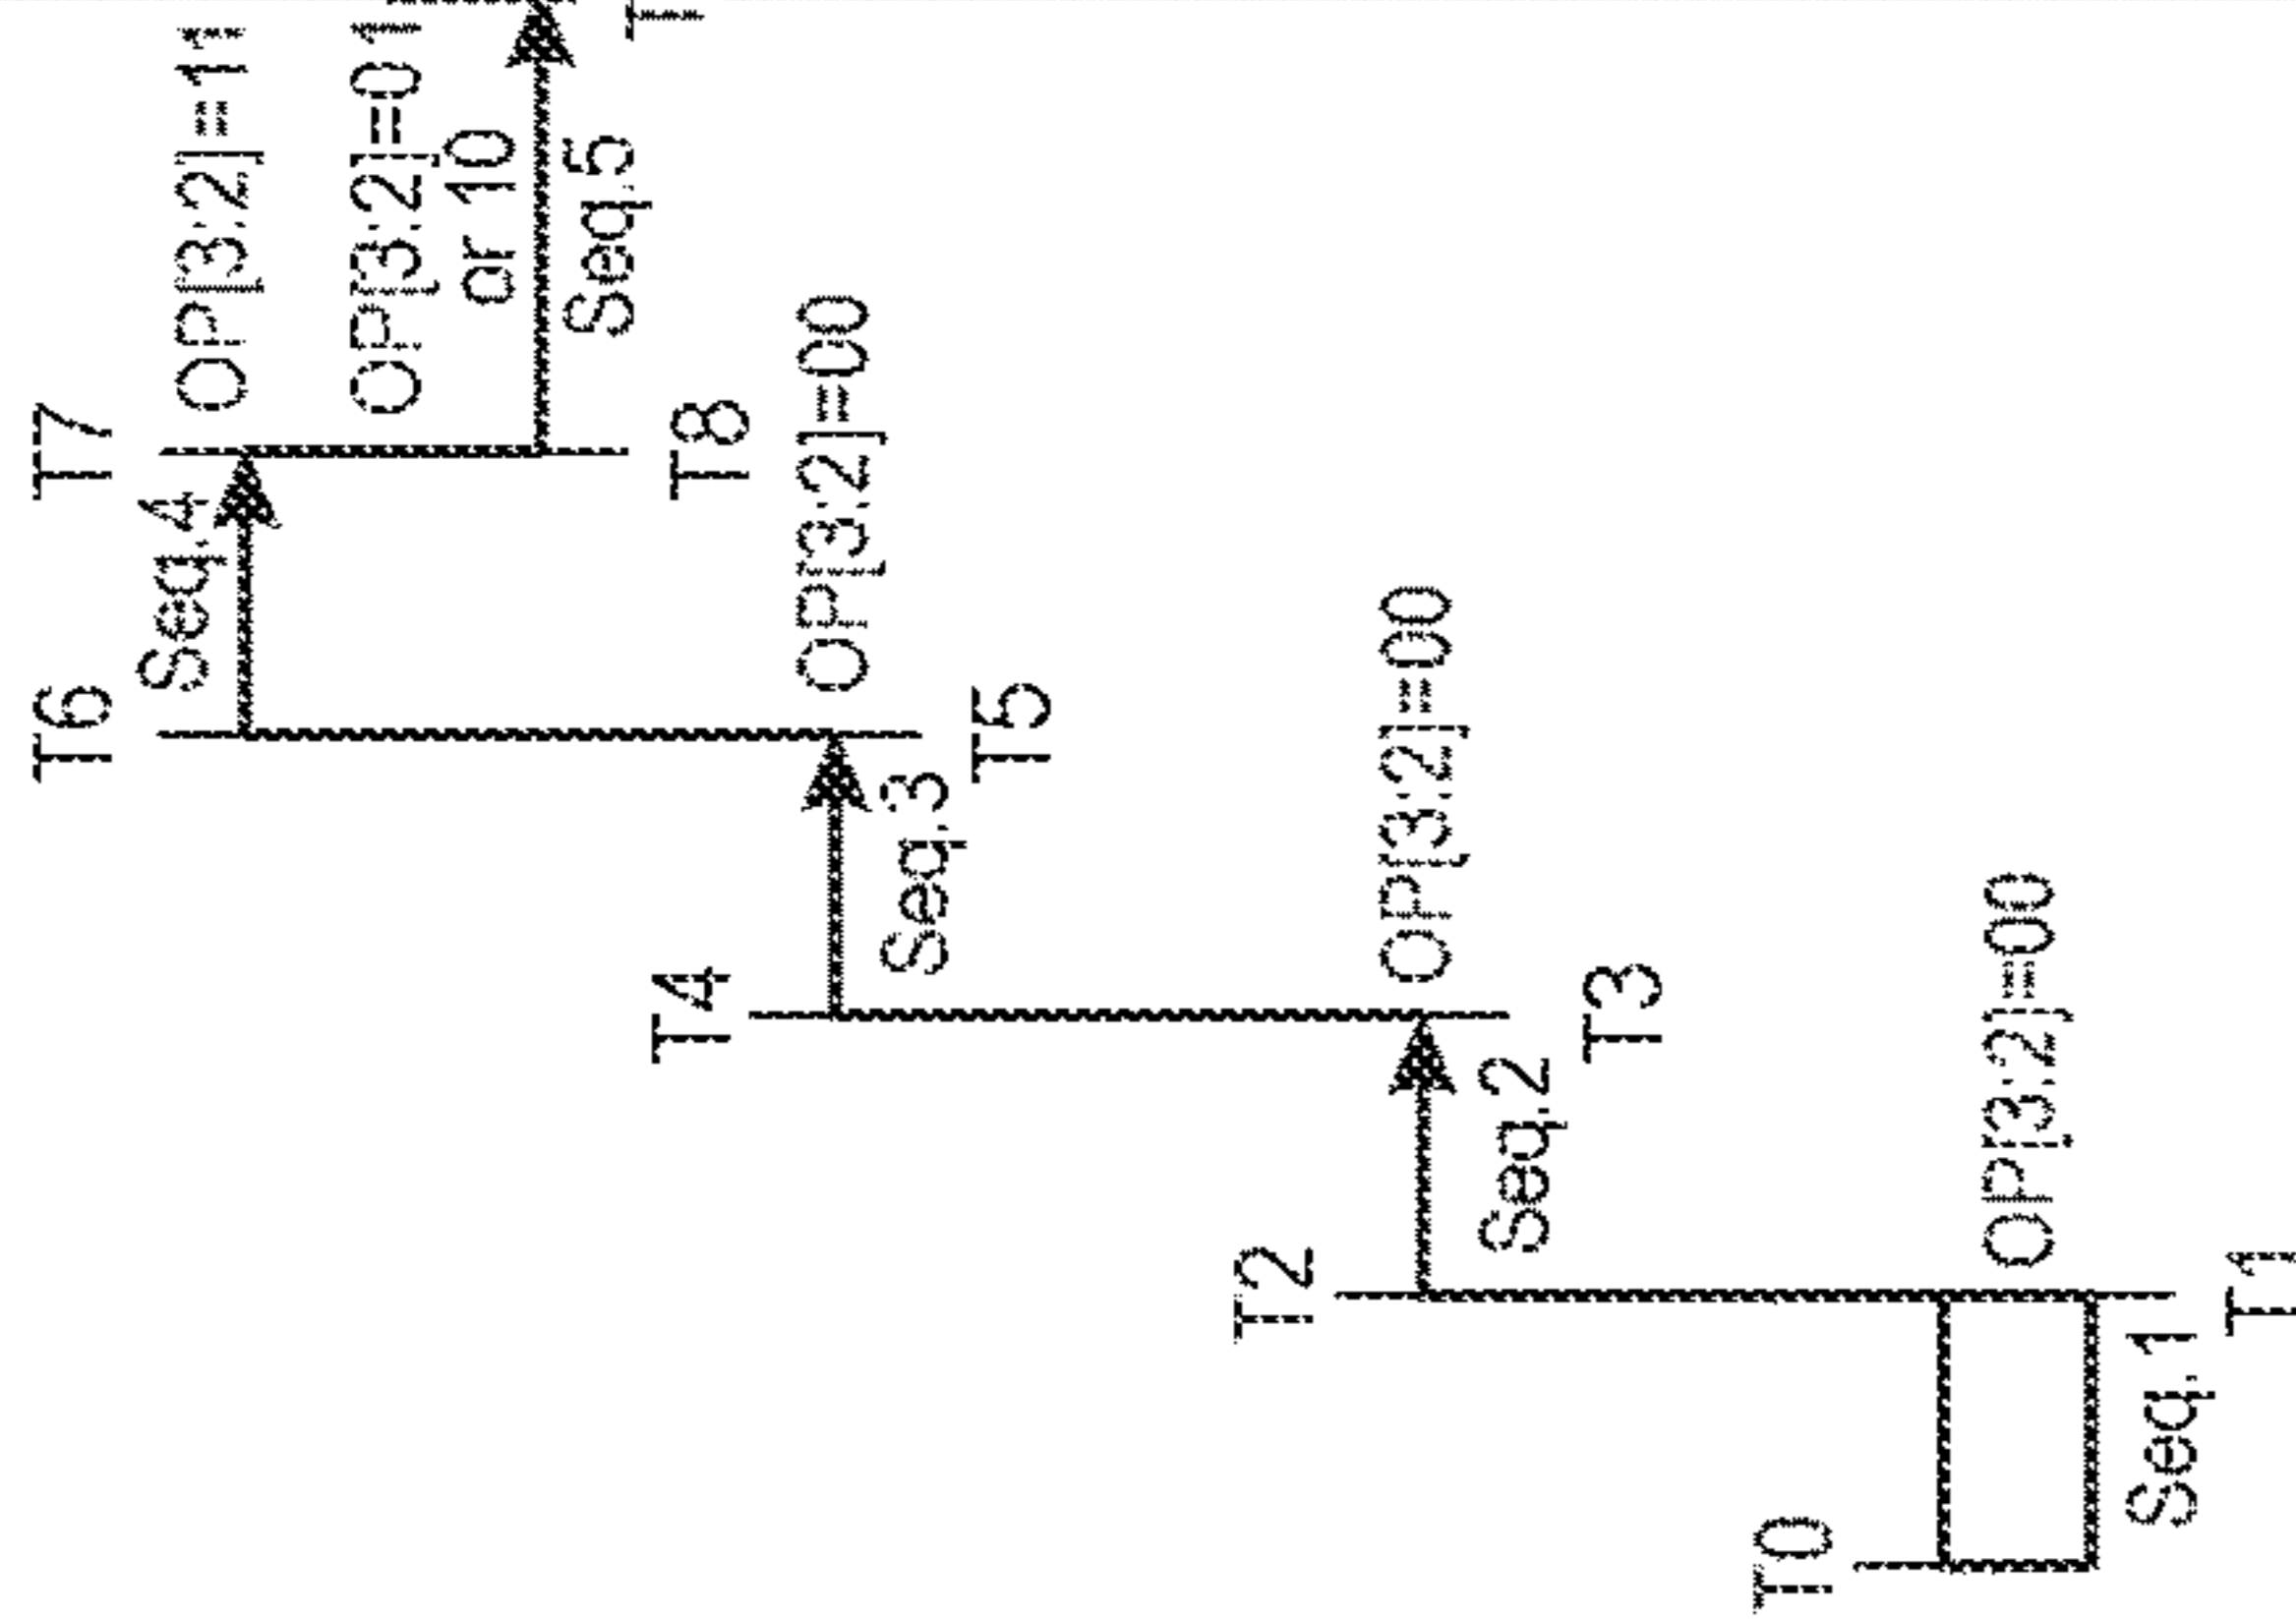 T7
OP[3:2]=11
OP[3:2]=01
or 10
Seq.5
T8
T6
Seq.4
OP[3:2]=00
T5
Seq.3
T4
OP[3:2]=00
T3
Seq.2
T2
OP[3:2]=00
T1
Seq.1
T0